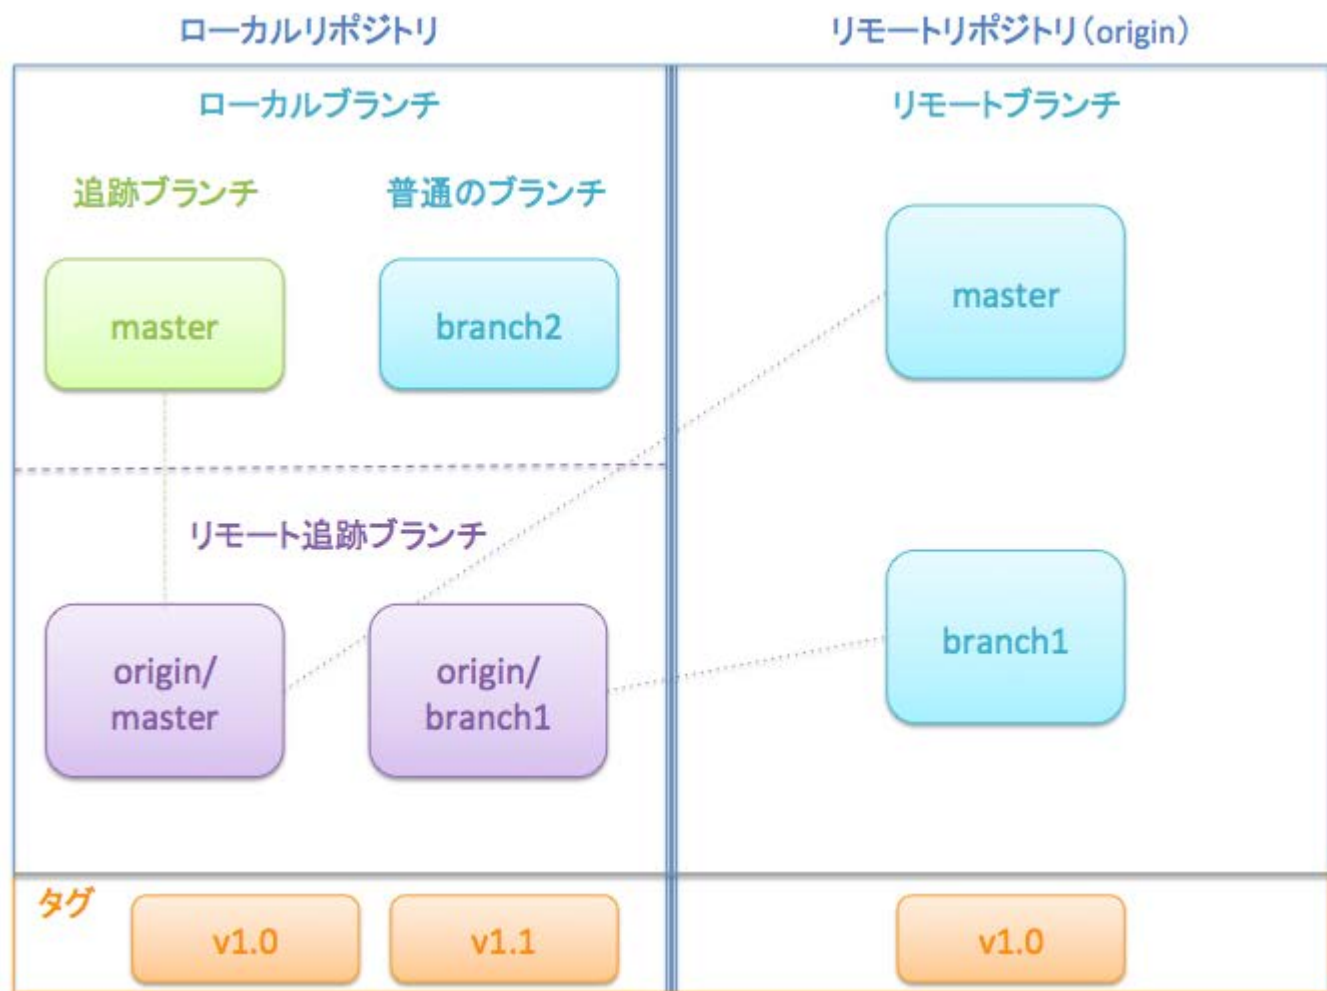 ローカルリポジトリ
リモートリポジトリ(origin)
ローカルブランチ
リモートブランチ
追跡ブランチ
普通のブランチ
master
branch2
master
リモート追跡ブランチ
origin/
master
origin/
branch1
branch1
タグ
v1.0
v1.1
v1.0